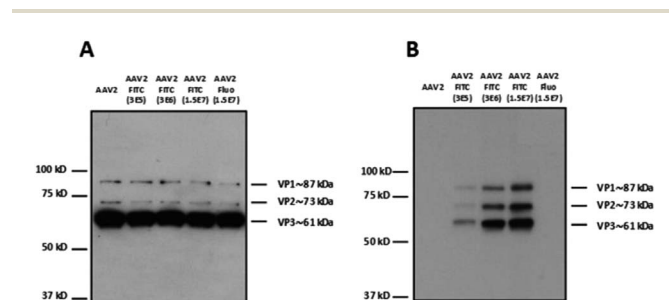 A
AAV2
AAV2 FITC (3E5)
AAV2 FITC (3E6)
AAV2 FITC (1.5E7)
AAV2 Fluo (1.5E7)
100 kD
75 kD
50 kD
37 kD
VP1~87 kDa
VP2~73 kDa
VP3~61 kDa
B
AAV2
AAV2 FITC (3E5)
AAV2 FITC (3E6)
AAV2 FITC (1.5E7)
AAV2 Fluo (1.5E7)
100 kD
75 kD
50 kD
37 kD
VP1~87 kDa
VP2~73 kDa
VP3~61 kDa